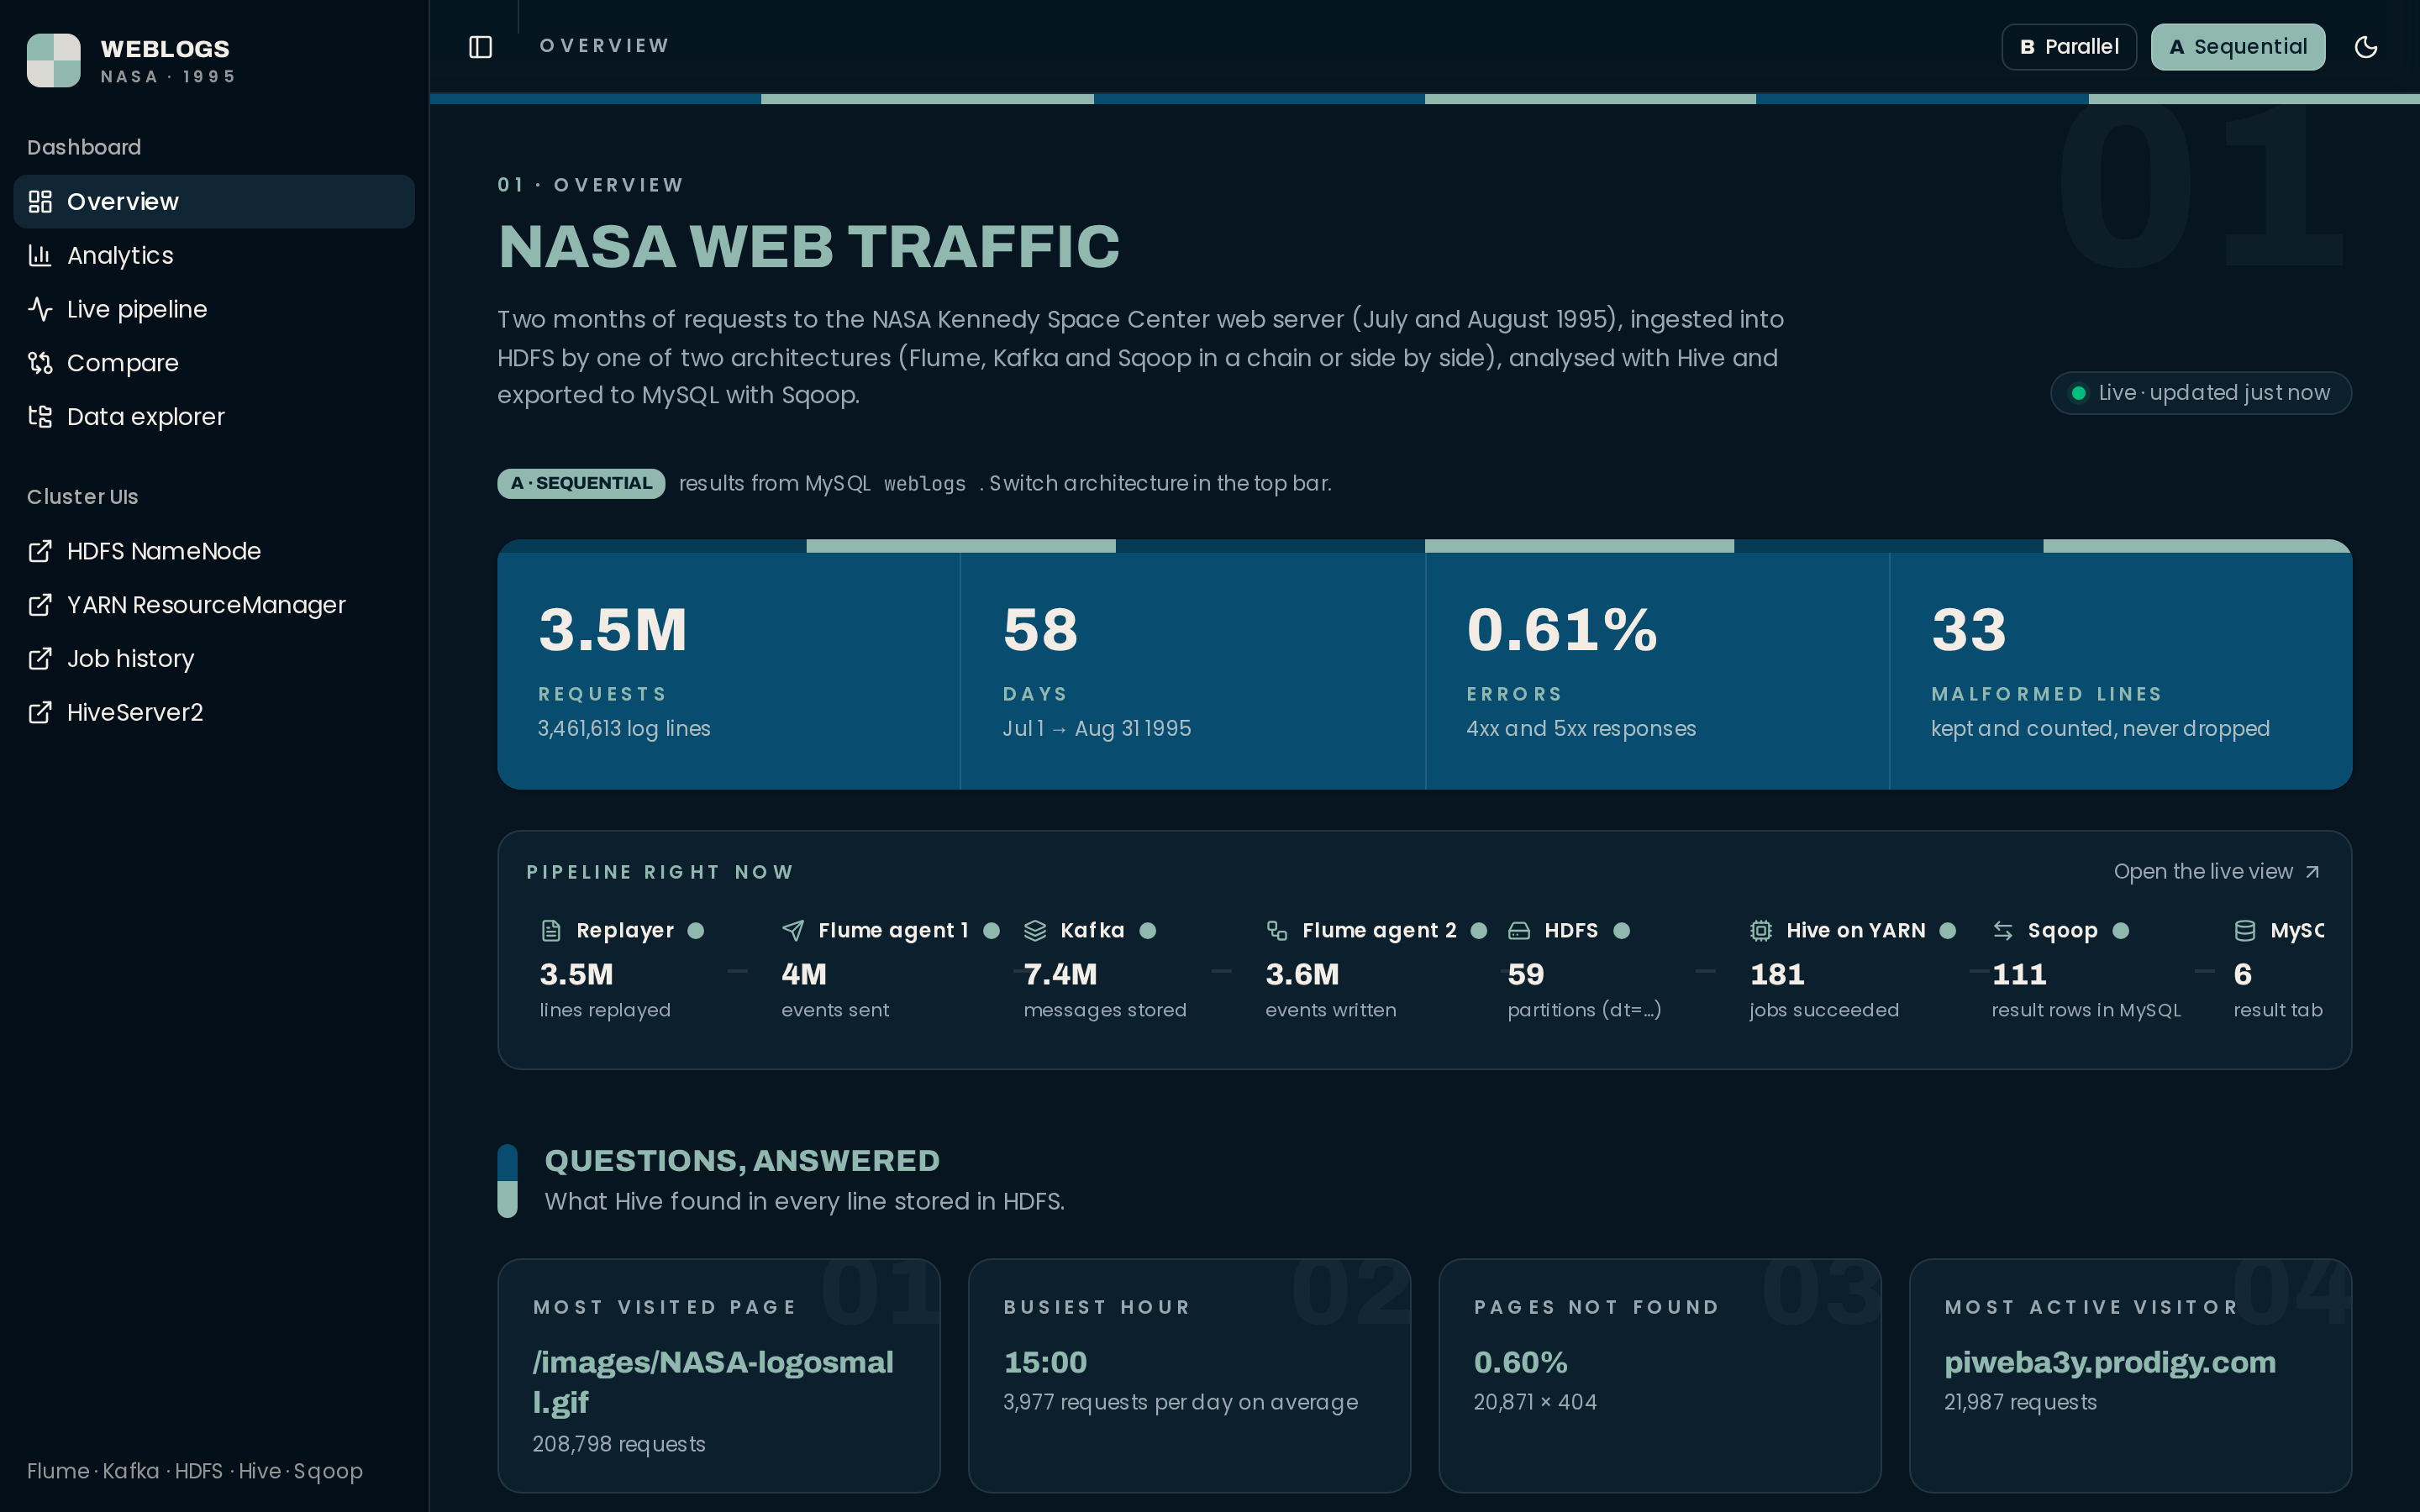 WEBLOGS
NASA · 1995
Dashboard
Overview
Analytics
Live pipeline
Compare
Data explorer
Cluster UIs
HDFS NameNode
YARN ResourceManager
Job history
HiveServer2
Flume · Kafka · HDFS · Hive · Sqoop
OVERVIEW
B Parallel
A Sequential
01
01 · OVERVIEW
NASA WEB TRAFFIC
Two months of requests to the NASA Kennedy Space Center web server (July and August 1995), ingested into
HDFS by one of two architectures (Flume, Kafka and Sqoop in a chain or side by side), analysed with Hive and
exported to MySQL with Sqoop.
Live · updated just now
A · SEQUENTIAL results from MySQL weblogs . Switch architecture in the top bar.
3.5M
REQUESTS
3,461,613 log lines
58
DAYS
Jul 1 → Aug 31 1995
0.61%
ERRORS
4xx and 5xx responses
33
MALFORMED LINES
kept and counted, never dropped
PIPELINE RIGHT NOW
Open the live view
Replayer
3.5M
lines replayed
Flume agent 1
4M
events sent
Kafka
7.4M
messages stored
Flume agent 2
3.6M
events written
HDFS
59
partitions (dt=…)
Hive on YARN
181
jobs succeeded
Sqoop
111
result rows in MySQL
6
result tab
QUESTIONS, ANSWERED
What Hive found in every line stored in HDFS.
01
MOST VISITED PAGE
/images/NASA-logosmal
l.gif
208,798 requests
02
BUSIEST HOUR
15:00
3,977 requests per day on average
03
PAGES NOT FOUND
0.60%
20,871 × 404
04
MOST ACTIVE VISITOR
piweba3y.prodigy.com
21,987 requests